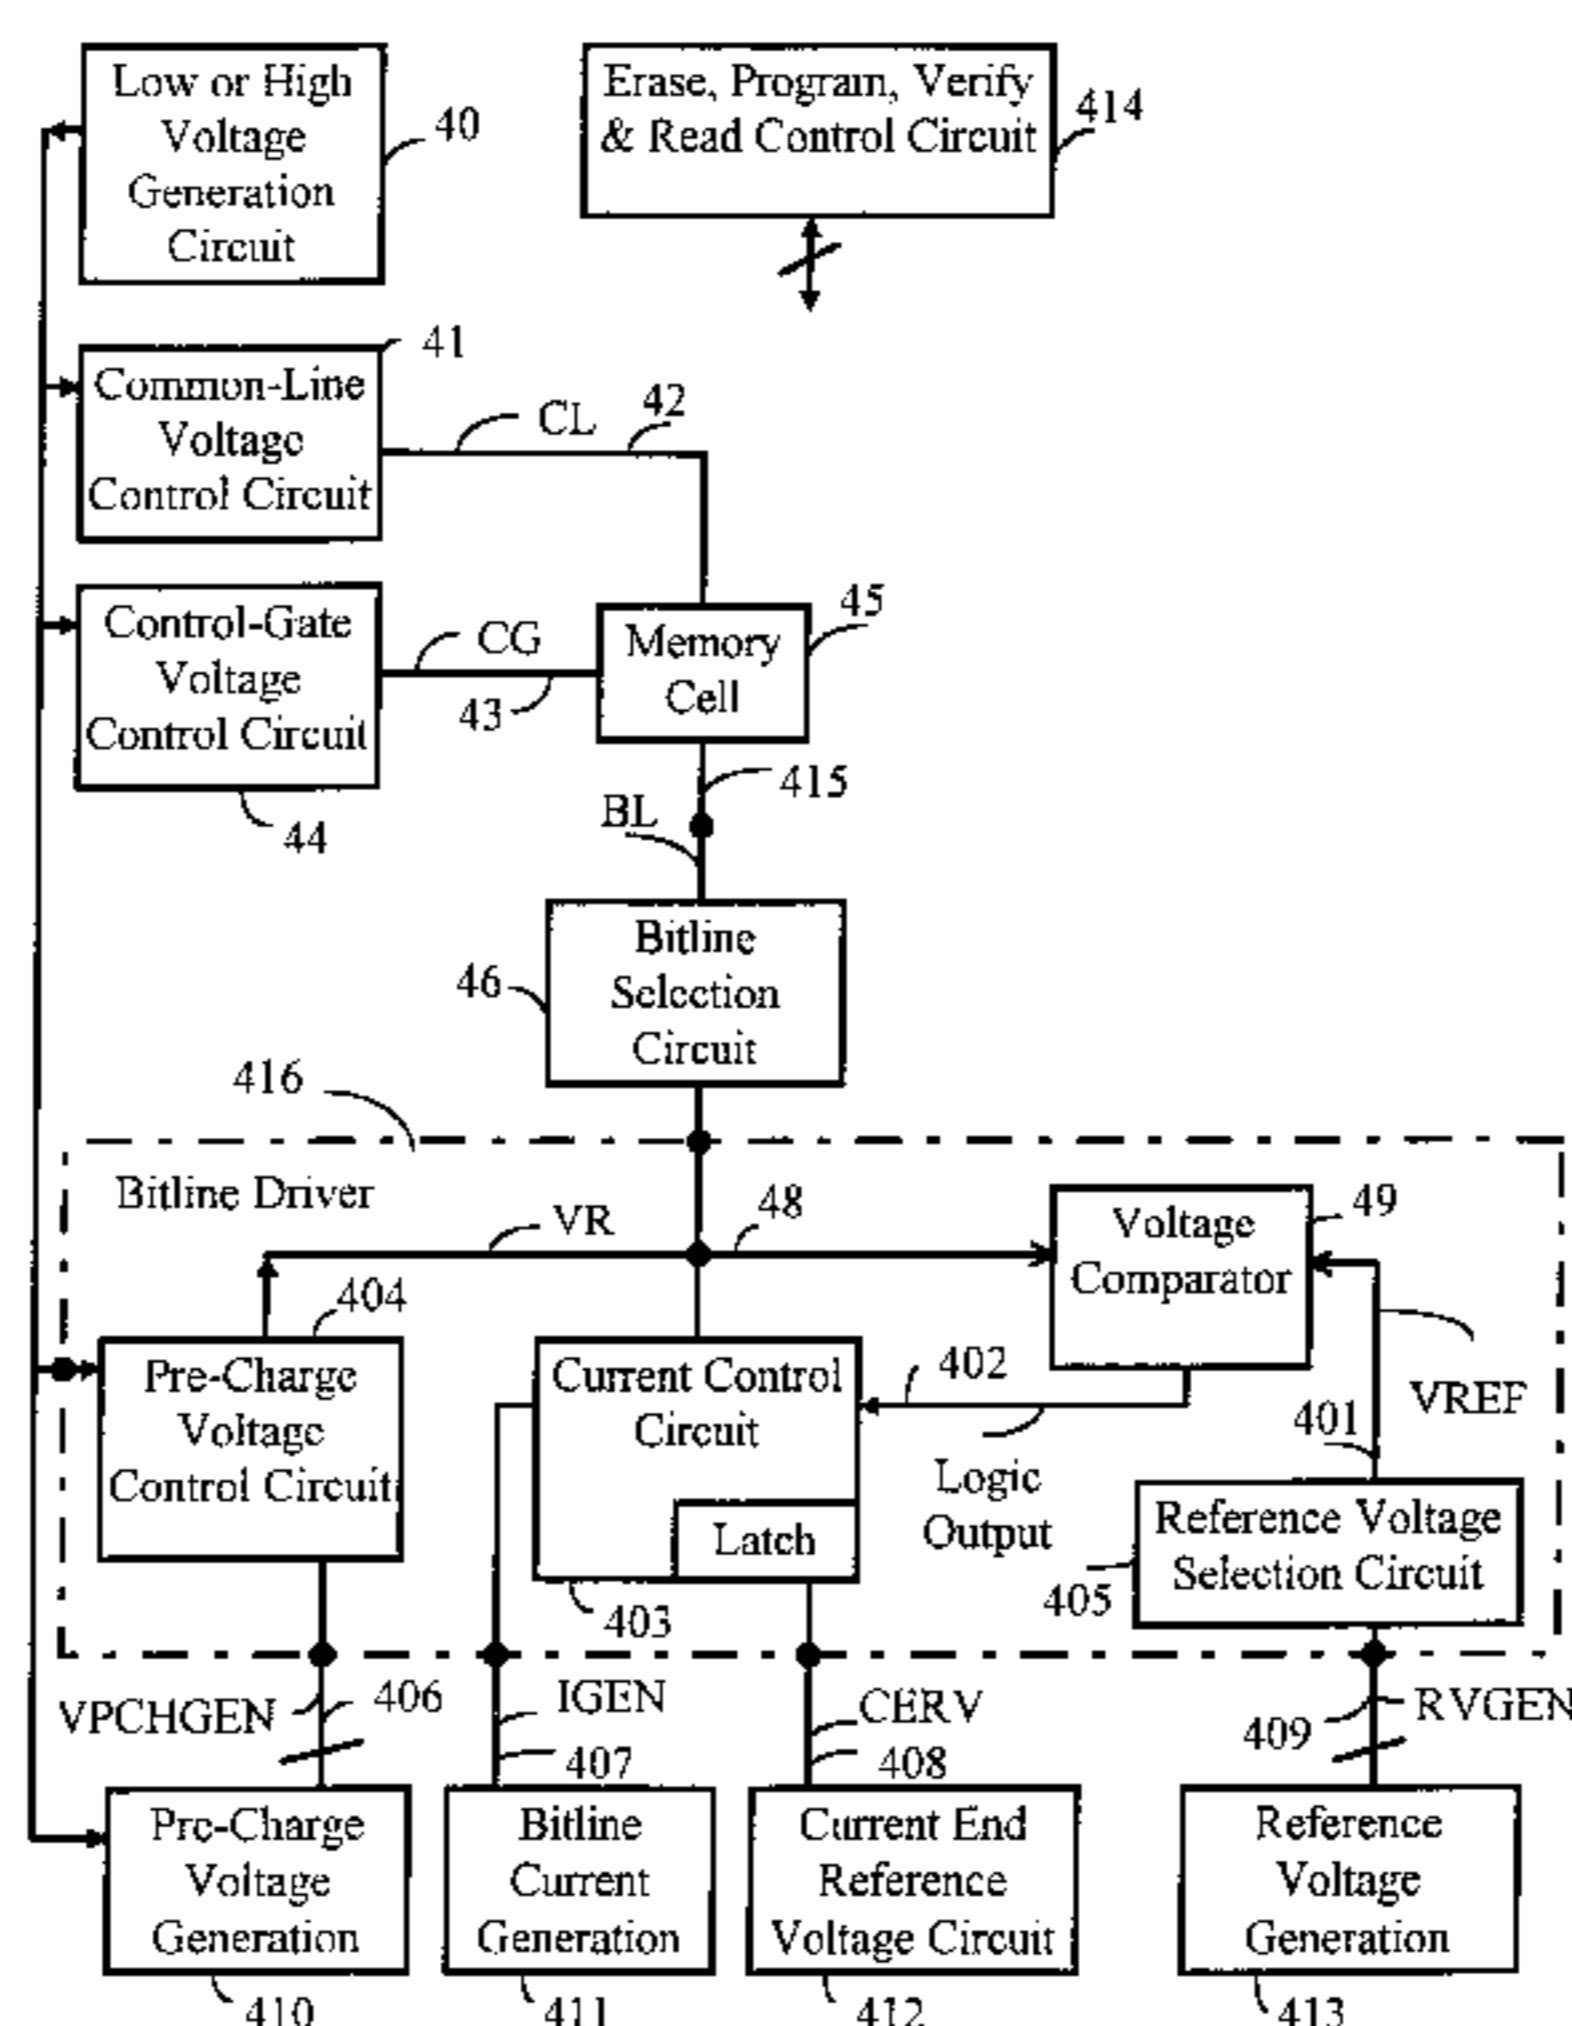 Low or High
Voltage
Generation
Circuit
40
Erase, Program, Verify
& Read Control Circuit
414
41
Common-Line
Voltage
Control Circuit
CL
42
Control-Gate
Voltage
Control Circuit
44
CG
43
Memory
Cell
45
415
BL
Bitline
Selection
Circuit
46
416
Bitline Driver
VR
48
Voltage
Comparator
49
404
Pre-Charge
Voltage
Control Circuit
Current Control
Circuit
Latch
403
402
Logic
Output
VREF
401
Reference Voltage
Selection Circuit
405
VPCHGEN
406
IGEN
407
CERV
408
409
RVGEN
Pre-Charge
Voltage
Generation
410
Bitline
Current
Generation
411
Current End
Reference
Voltage Circuit
412
Reference
Voltage
Generation
413